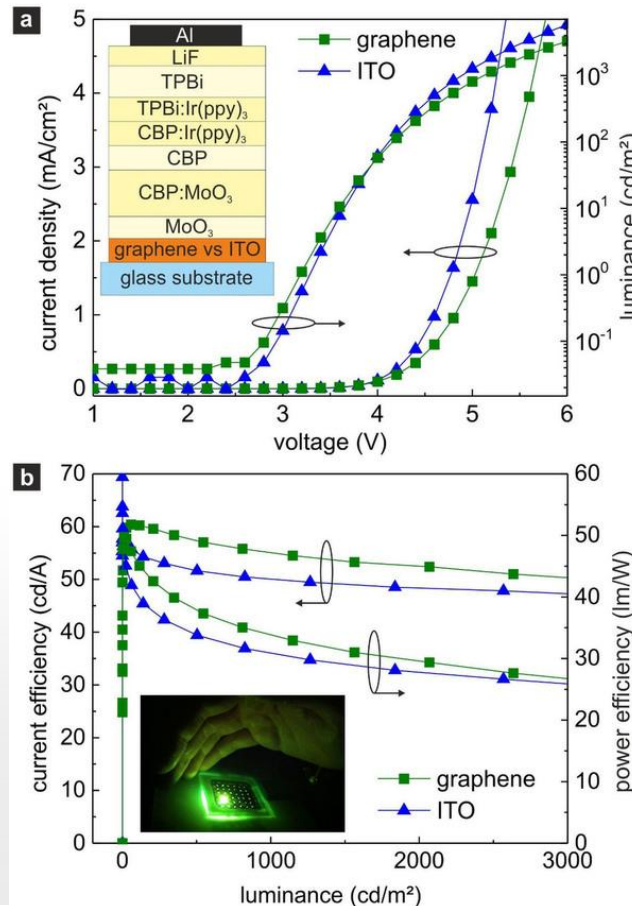 a
Al
LiF
TPBi
TPBi:Ir(ppy)₃
CBP:Ir(ppy)₃
CBP
CBP:MoO₃
MoO₃
graphene vs ITO
glass substrate
graphene
ITO
current density (mA/cm²)
5
4
3
2
1
0
luminance (cd/m²)
10³
10²
10¹
10⁰
10⁻¹
1 2 3 4 5 6
voltage (V)
b
current efficiency (cd/A)
70
60
50
40
30
20
10
0
power efficiency (lm/W)
60
50
40
30
20
10
0
graphene
ITO
0 1000 2000 3000
luminance (cd/m²)